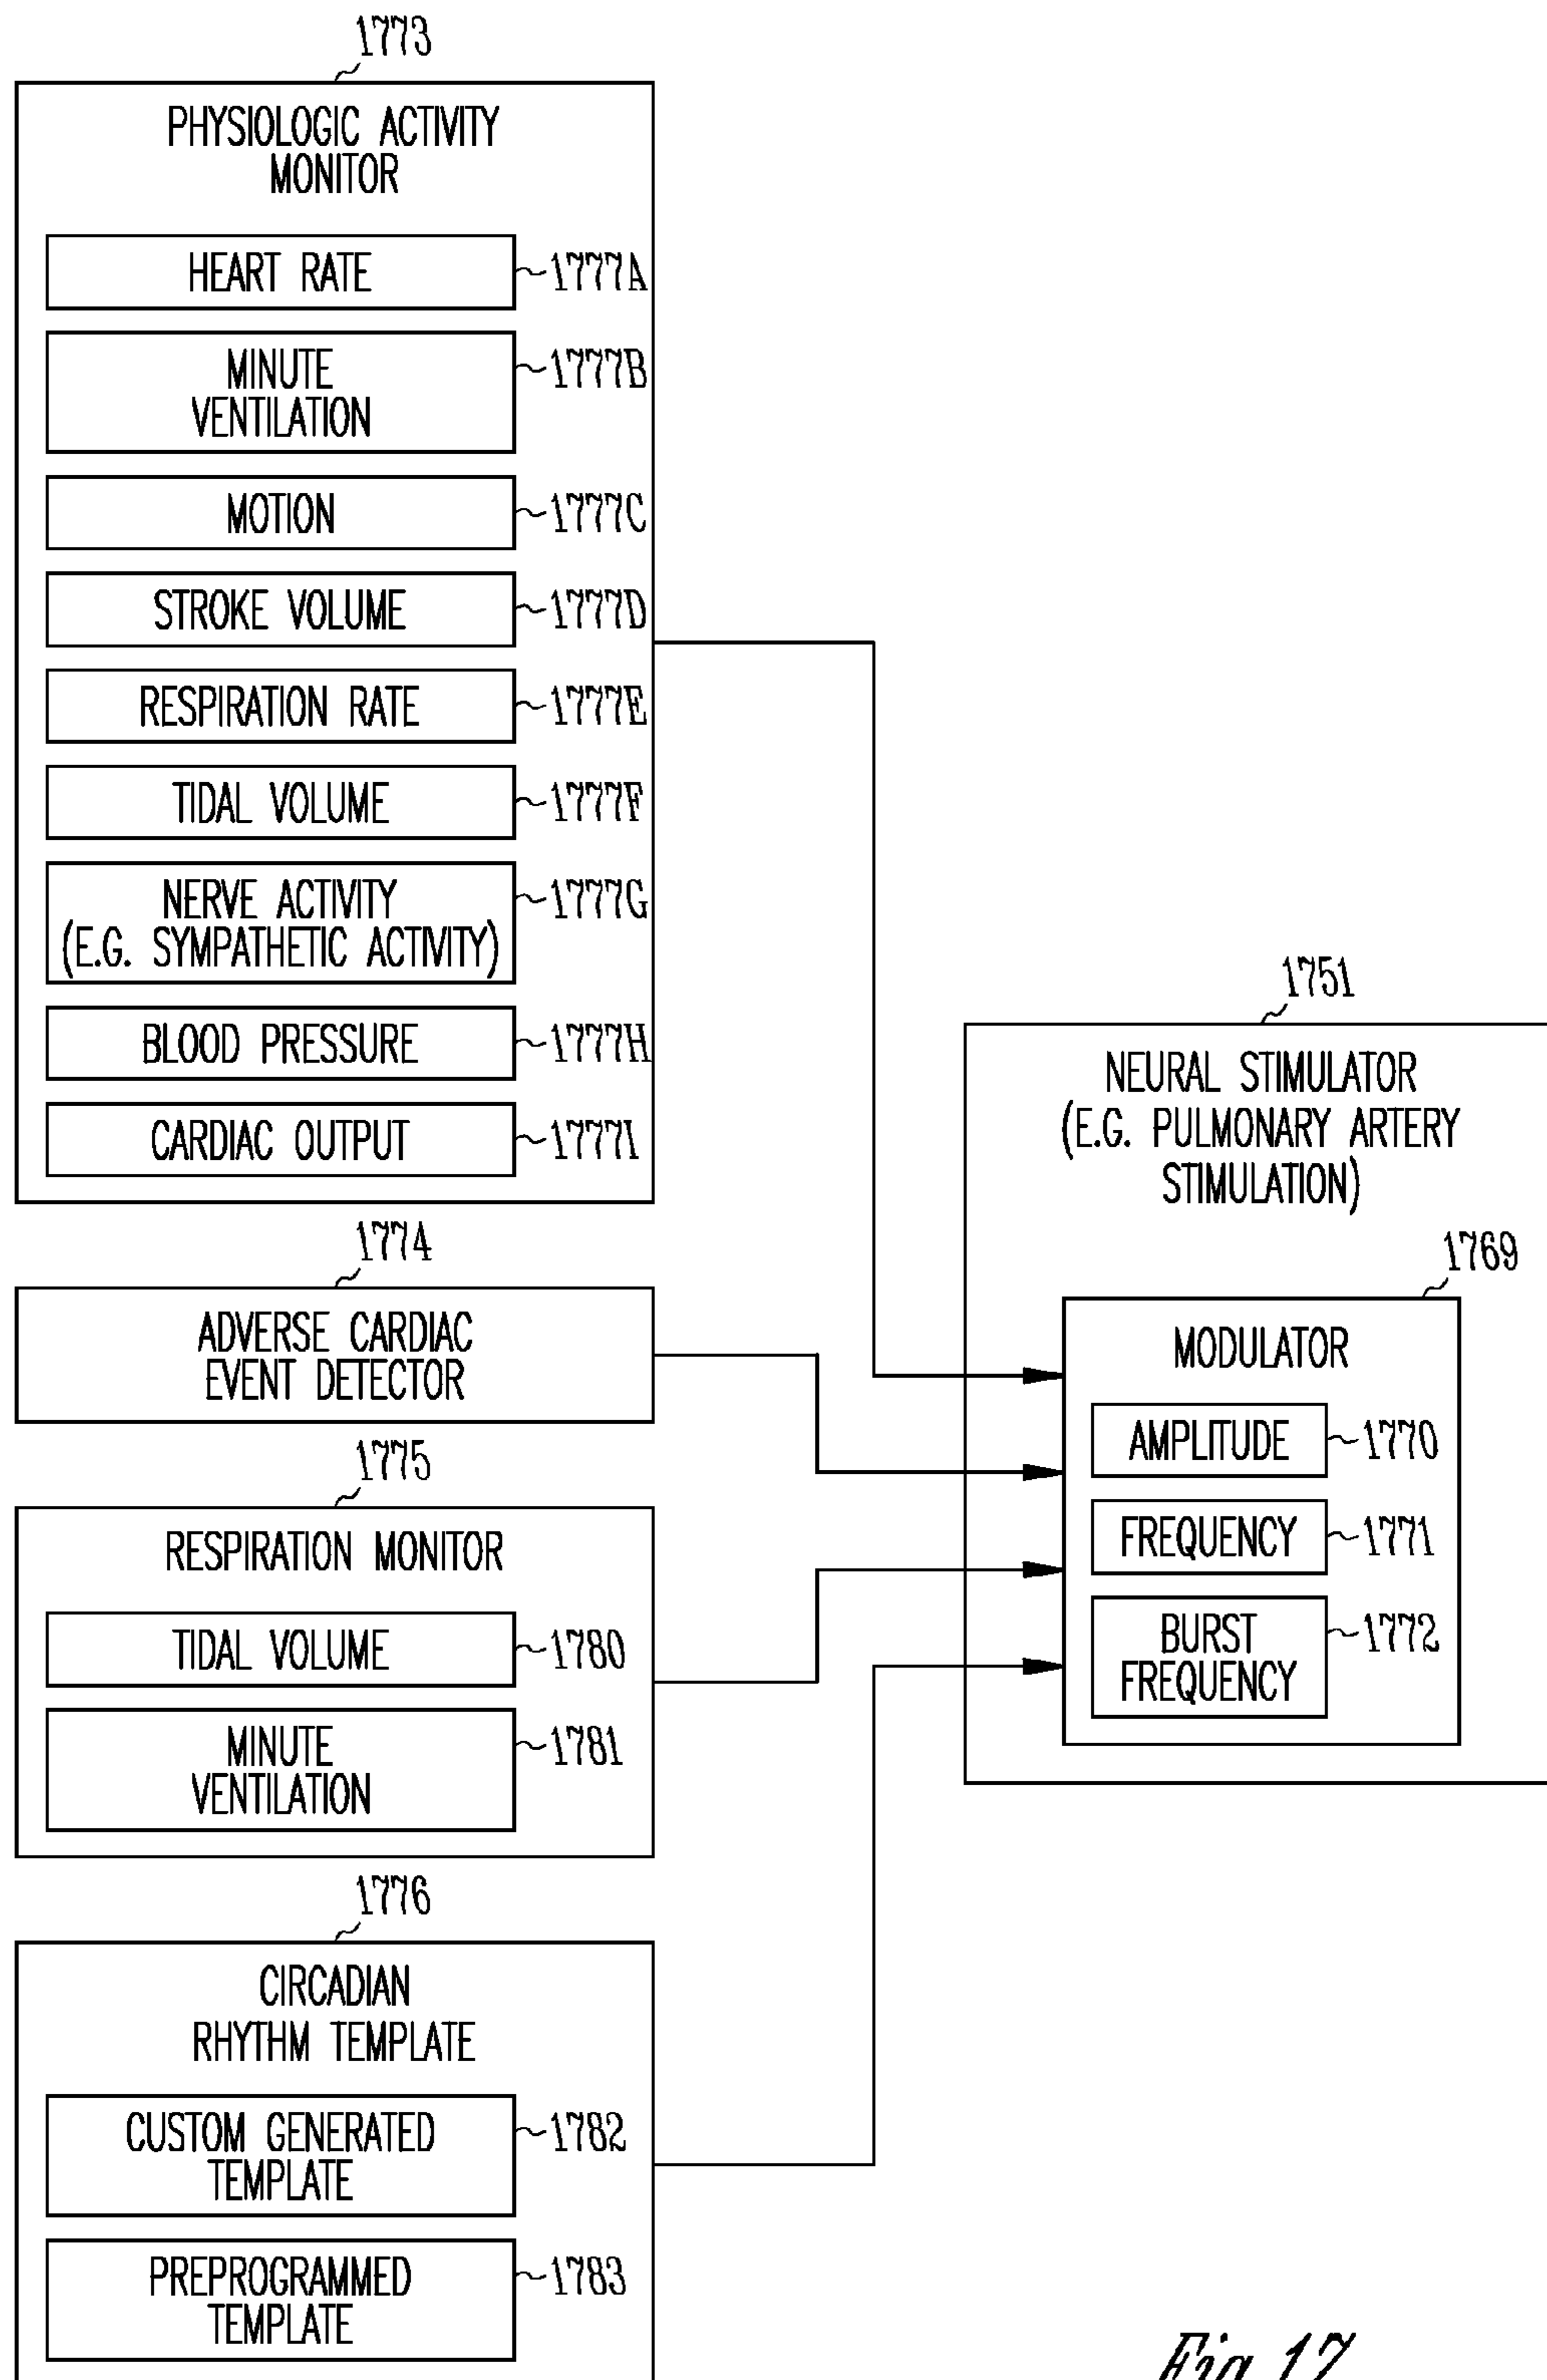 1773
PHYSIOLOGIC ACTIVITY
MONITOR
HEART RATE
1777A
MINUTE
VENTILATION
1777B
MOTION
1777C
STROKE VOLUME
1777D
RESPIRATION RATE
1777E
TIDAL VOLUME
1777F
NERVE ACTIVITY
(E.G. SYMPATHETIC ACTIVITY)
1777G
BLOOD PRESSURE
1777H
CARDIAC OUTPUT
1777I
1774
ADVERSE CARDIAC
EVENT DETECTOR
1775
RESPIRATION MONITOR
TIDAL VOLUME
1780
MINUTE
VENTILATION
1781
1776
CIRCADIAN
RHYTHM TEMPLATE
CUSTOM GENERATED
TEMPLATE
1782
PREPROGRAMMED
TEMPLATE
1783
1751
NEURAL STIMULATOR
(E.G. PULMONARY ARTERY
STIMULATION)
1769
MODULATOR
AMPLITUDE
1770
FREQUENCY
1771
BURST
FREQUENCY
1772
Fig.17